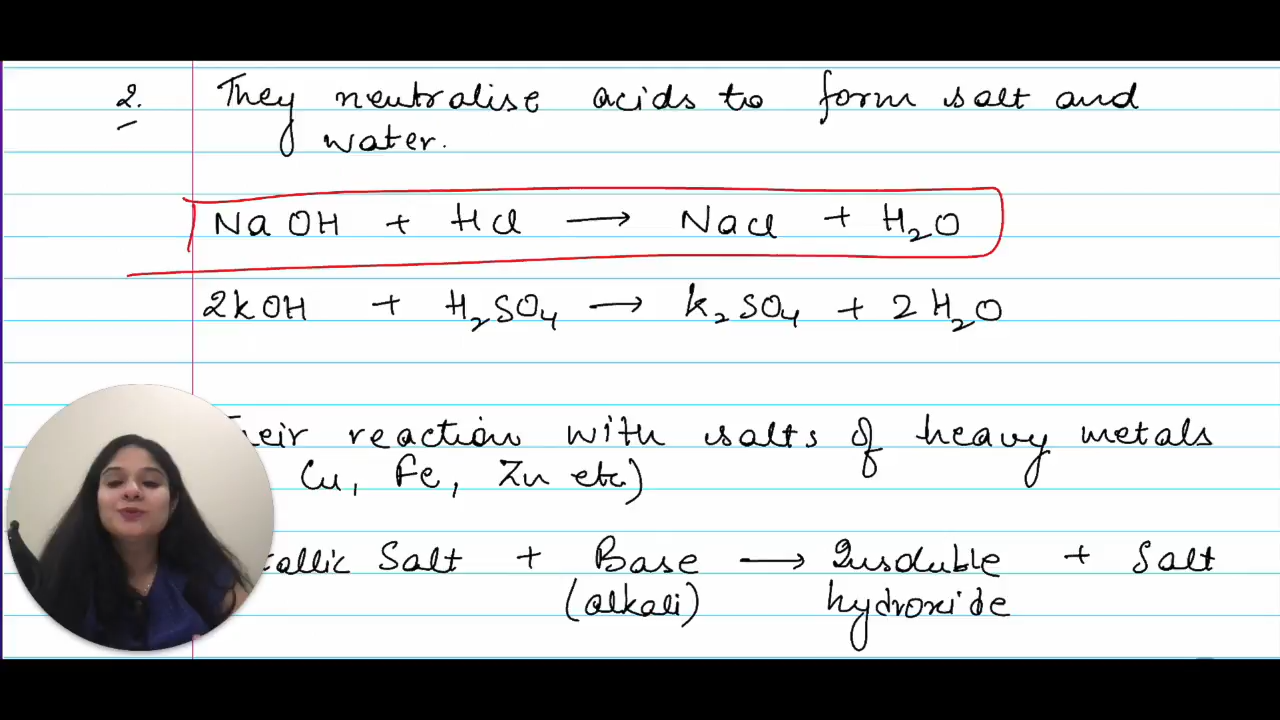 2. They neutralise acids to form salt and
water.
NaOH + HCl → NaCl + H₂O
2KOH + H₂SO₄ → K₂SO₄ + 2H₂O
Their reaction with salts of heavy metals
Cu, Fe, Zn etc)
Salt + Base → Insoluble + Salt
(alkali) hydroxide